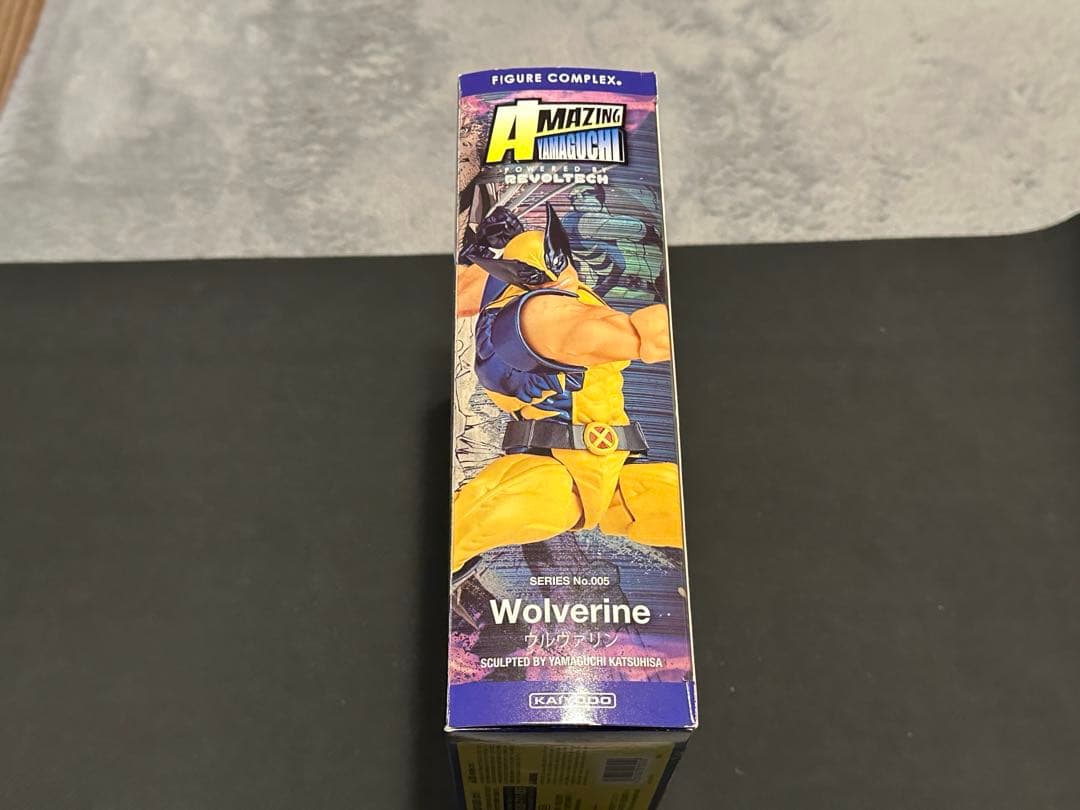 FIGURE COMPLEX®
AMAZING
YAMAGUCHI
POWERED BY
REVOLTECH
SERIES No.005
Wolverine
ウルヴァリン
SCULPTED BY YAMAGUCHI KATSUHISA
KAIYODO